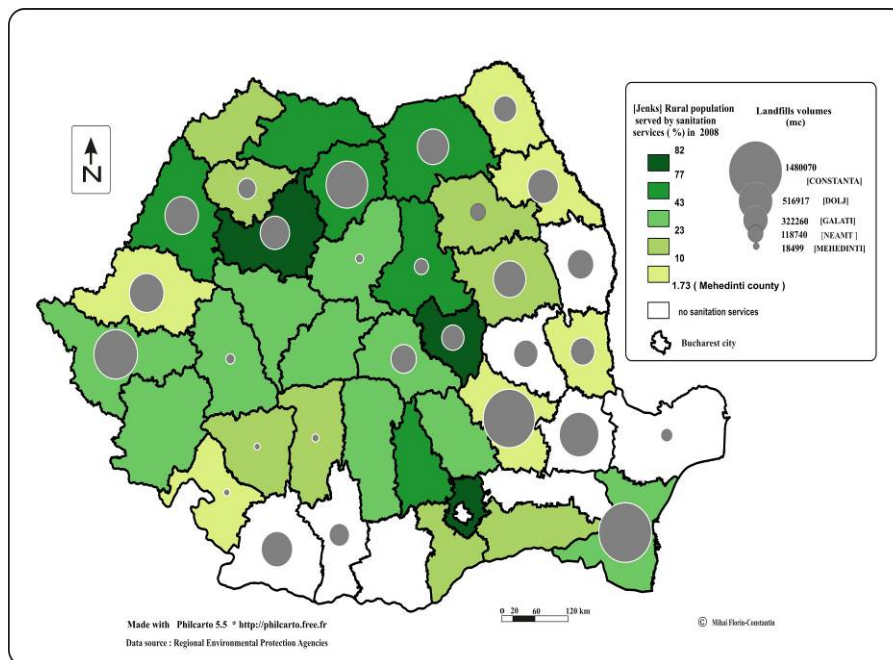 N
[Jenks] Rural population
served by sanitation
services ( %) in 2008
82
77
43
23
10
1.73 ( Mehedinti county )
no sanitation services
Bucharest city
Landfills volumes
(mc)
1480070
[CONSTANTA]
516917 [DOLJ]
322260 [GALATI]
118740 [NEAMT ]
18499 [MEHEDINTI]
Made with Philcarto 5.5 * http://philcarto.free.fr
Data source : Regional Environmental Protection Agencies
0 20 60 120 km
© Mihai Florin-Constantin